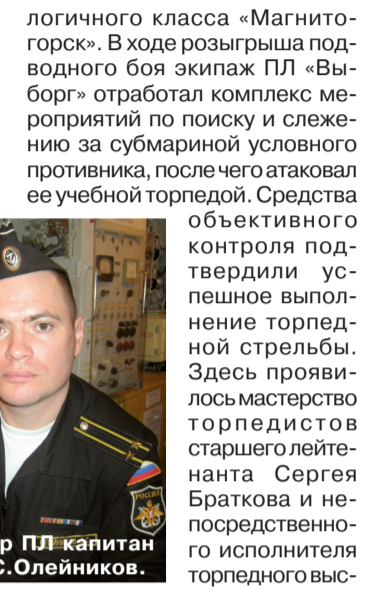 логичного класса «Магнито-
горск». В ходе розыгрыша под-
водного боя экипаж ПЛ «Вы-
борг» отработал комплекс ме-
роприятий по поиску и слеже-
нию за субмариной условного
противника, после чего атаковал
ее учебной торпедой. Средства
объективного
контроля под-
твердили ус-
пешное выпол-
нение торпед-
ной стрельбы.
Здесь прояви-
лось мастерство
торпедистов
старшего лейте-
нанта Сергея
Браткова и не-
посредственно-
го исполнителя
торпедного выс-
РОССИЯ
р ПЛ капитан
С.Олейников.